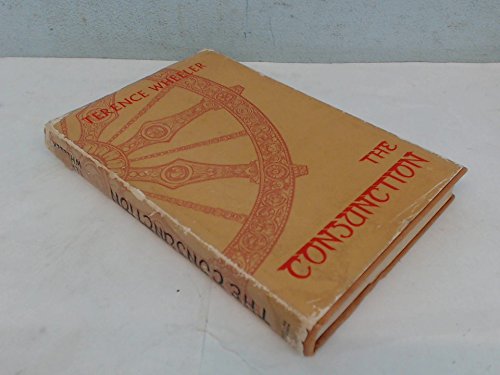 TERENCE WHEELER
THE
CONJUNCTION
THE CONJUNCTION